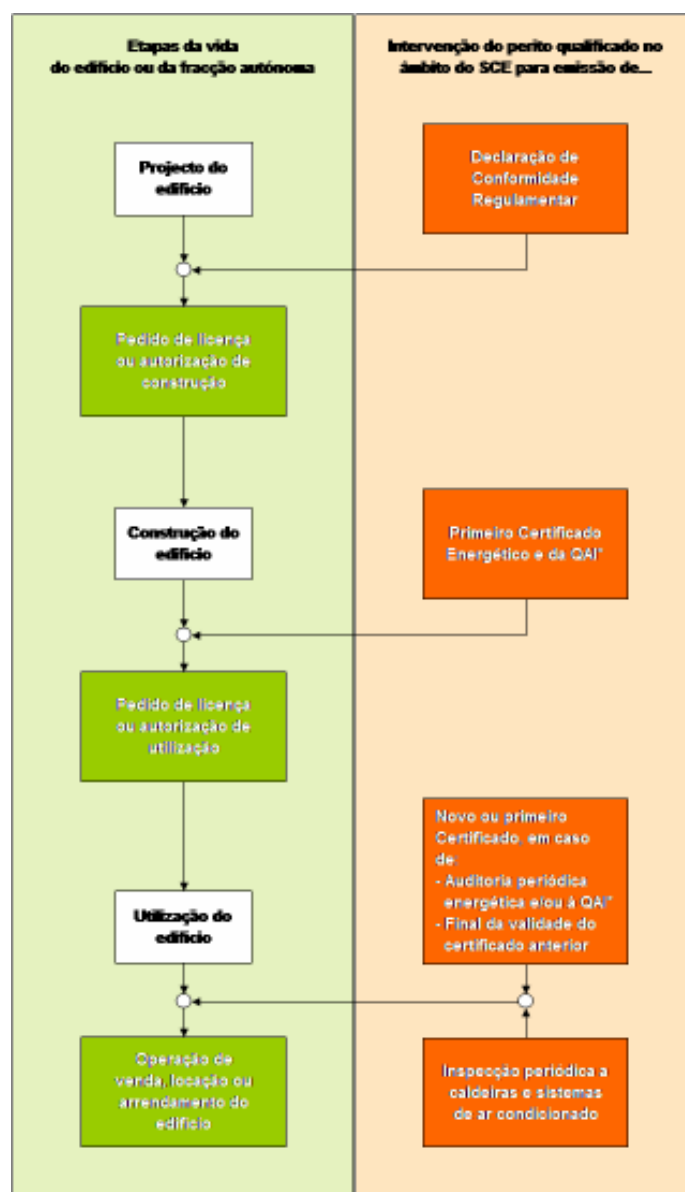 Etapas da vida
do edifício ou da fracção autónoma
Intervenção do perito qualificado no
âmbito do SCE para emissão de...
Projecto do
edifício
Declaração de
Conformidade
Regulamentar
Pedido de licença
ou autorização de
construção
Construção do
edifício
Primeiro Certificado
Energético e da QAI*
Pedido de licença
ou autorização de
utilização
Novo ou primeiro
Certificado, em caso
de:
- Auditoria periódica
energética e/ou à QAI*
- Final da validade do
certificado anterior
Utilização do
edifício
Operação de
venda, locação ou
arrendamento do
edifício
Inspecção periódica a
caldeiras e sistemas
de ar condicionado